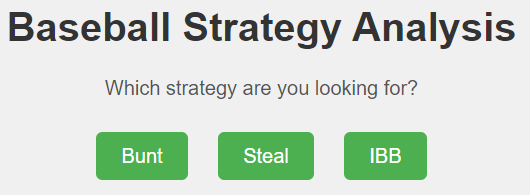 Baseball Strategy Analysis
Which strategy are you looking for?
Bunt Steal IBB